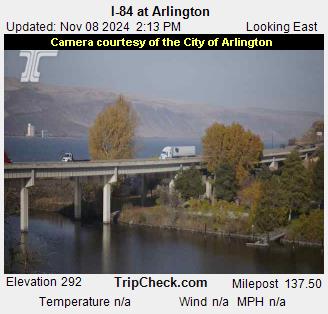 I-84 at Arlington
Updated: Nov 08 2024 2:13 PM Looking East
Camera courtesy of the City of Arlington
Elevation 292 TripCheck.com Milepost 137.50
Temperature n/a Wind n/a MPH n/a